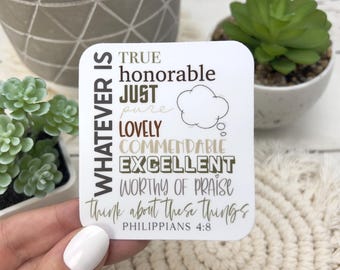 WHATEVER IS
TRUE
honorable
JUST
pure
LOVELY
COMMENDABLE
EXCELLENT
WORTHY OF PRAISE
think about these things
PHILIPPIANS 4:8